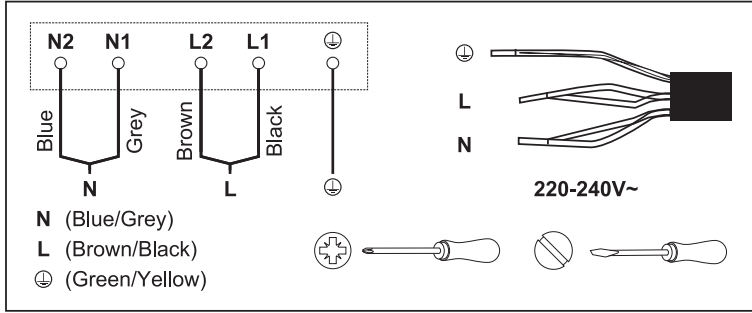 N2 N1 L2 L1 ⏚
Blue
Grey
Brown
Black
N L ⏚
N (Blue/Grey)
L (Brown/Black)
⏚ (Green/Yellow)
⏚
L
N
220-240V~